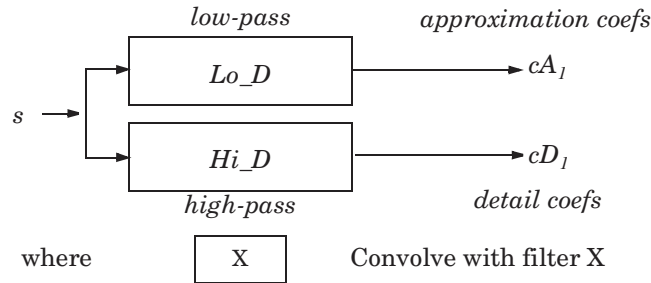 low-pass approximation coefs
Lo_D cA1
s
Hi_D cD1
high-pass detail coefs
where X Convolve with filter X